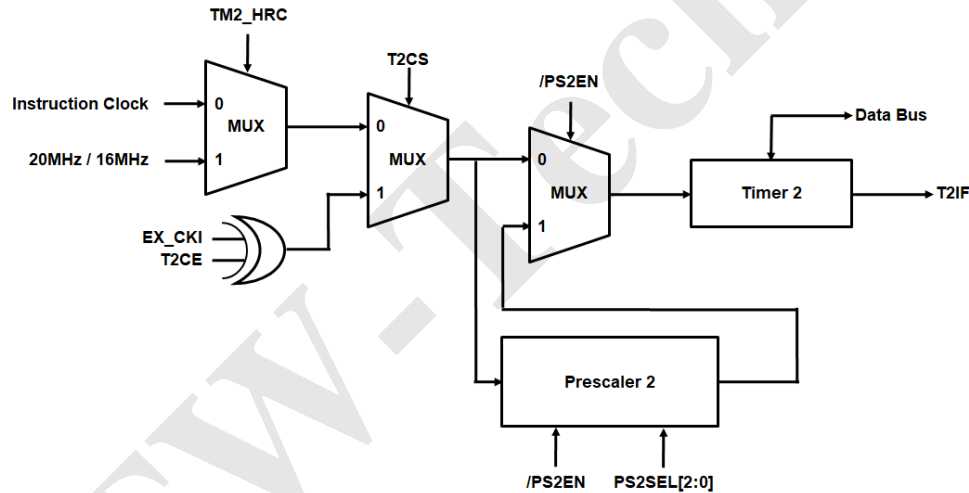 TM2_HRC
T2CS
/PS2EN
Instruction Clock
0
MUX
20MHz / 16MHz
1
0
MUX
1
EX_CKI
T2CE
0
MUX
1
Data Bus
Timer 2
T2IF
Prescaler 2
/PS2EN
PS2SEL[2:0]